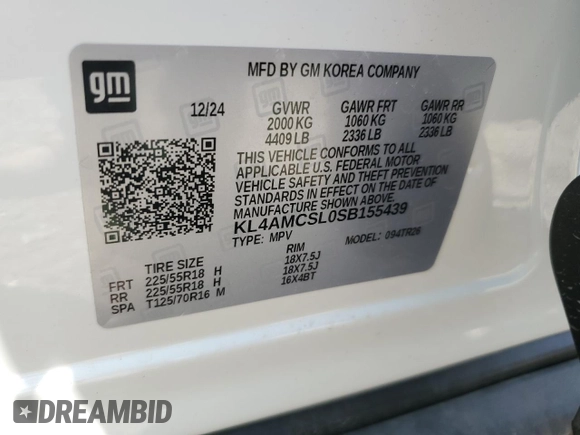 gm
MFD BY GM KOREA COMPANY
12/24 GVWR GAWR FRT GAWR RR
2000 KG 1060 KG 1060 KG
4409 LB 2336 LB 2336 LB
THIS VEHICLE CONFORMS TO ALL
APPLICABLE U.S. FEDERAL MOTOR
VEHICLE SAFETY AND THEFT PREVENTION
STANDARDS IN EFFECT ON THE DATE OF
MANUFACTURE SHOWN ABOVE.
KL4AMCSL0SB155439
TYPE: MPV MODEL: 094TR26
TIRE SIZE RIM
FRT 225/55R18 H 18X7.5J
RR 225/55R18 H 18X7.5J
SPA T125/70R16 M 16X4BT
DREAMBID